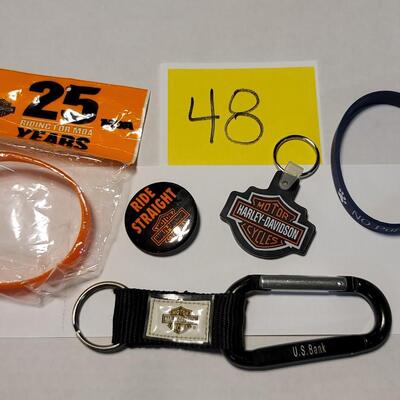 25
RIDING FOR MDA
YEARS
48
RIDE
STRAIGHT
MOTOR
HARLEY-DAVIDSON
CYCLES
U.S.Bank